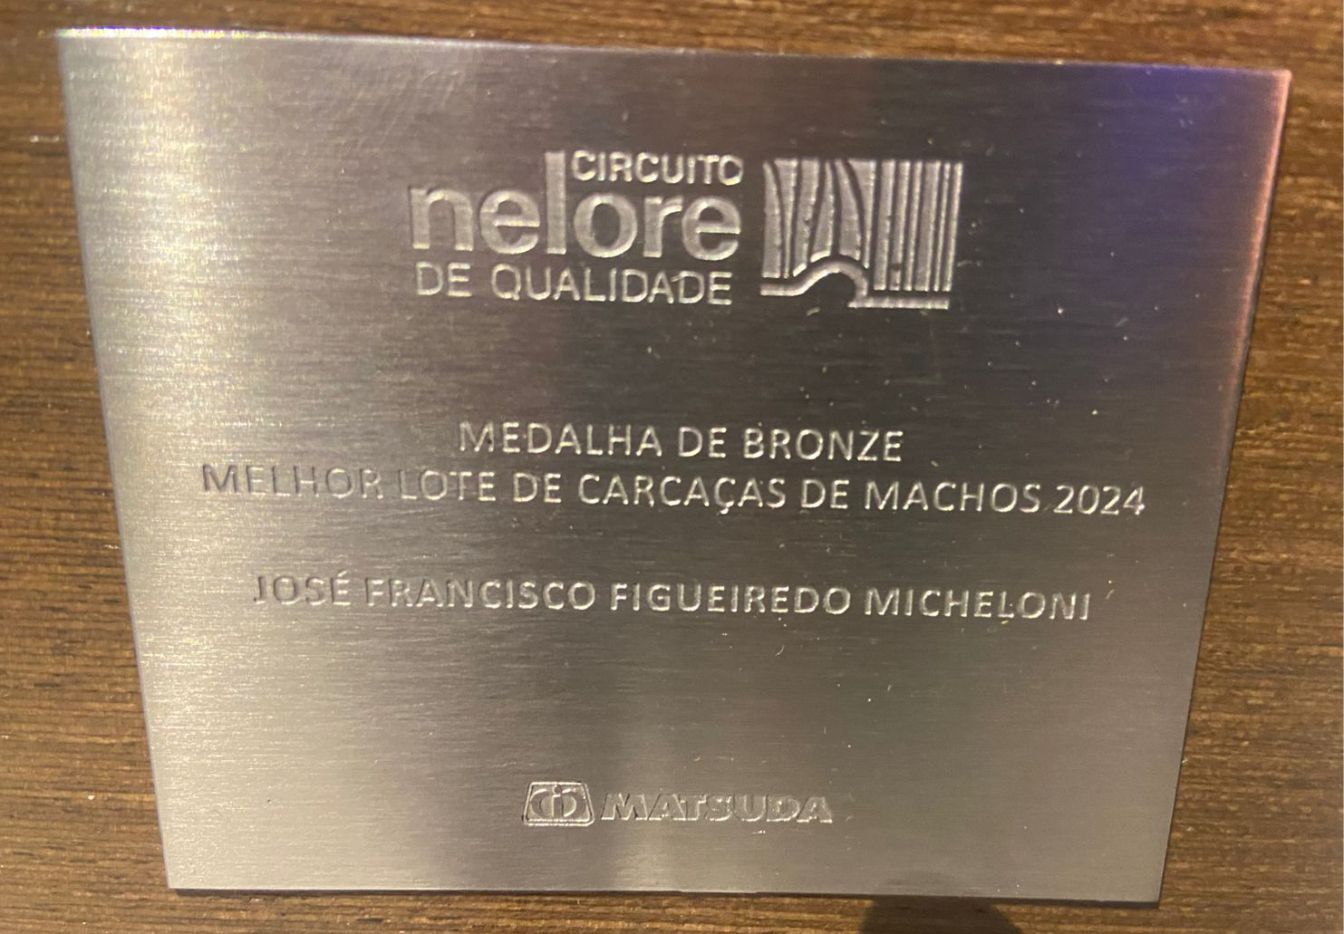 CIRCUITO
nelore
DE QUALIDADE
MEDALHA DE BRONZE
MELHOR LOTE DE CARCAÇAS DE MACHOS 2024
JOSÉ FRANCISCO FIGUEIREDO MICHELONI
MATSUDA